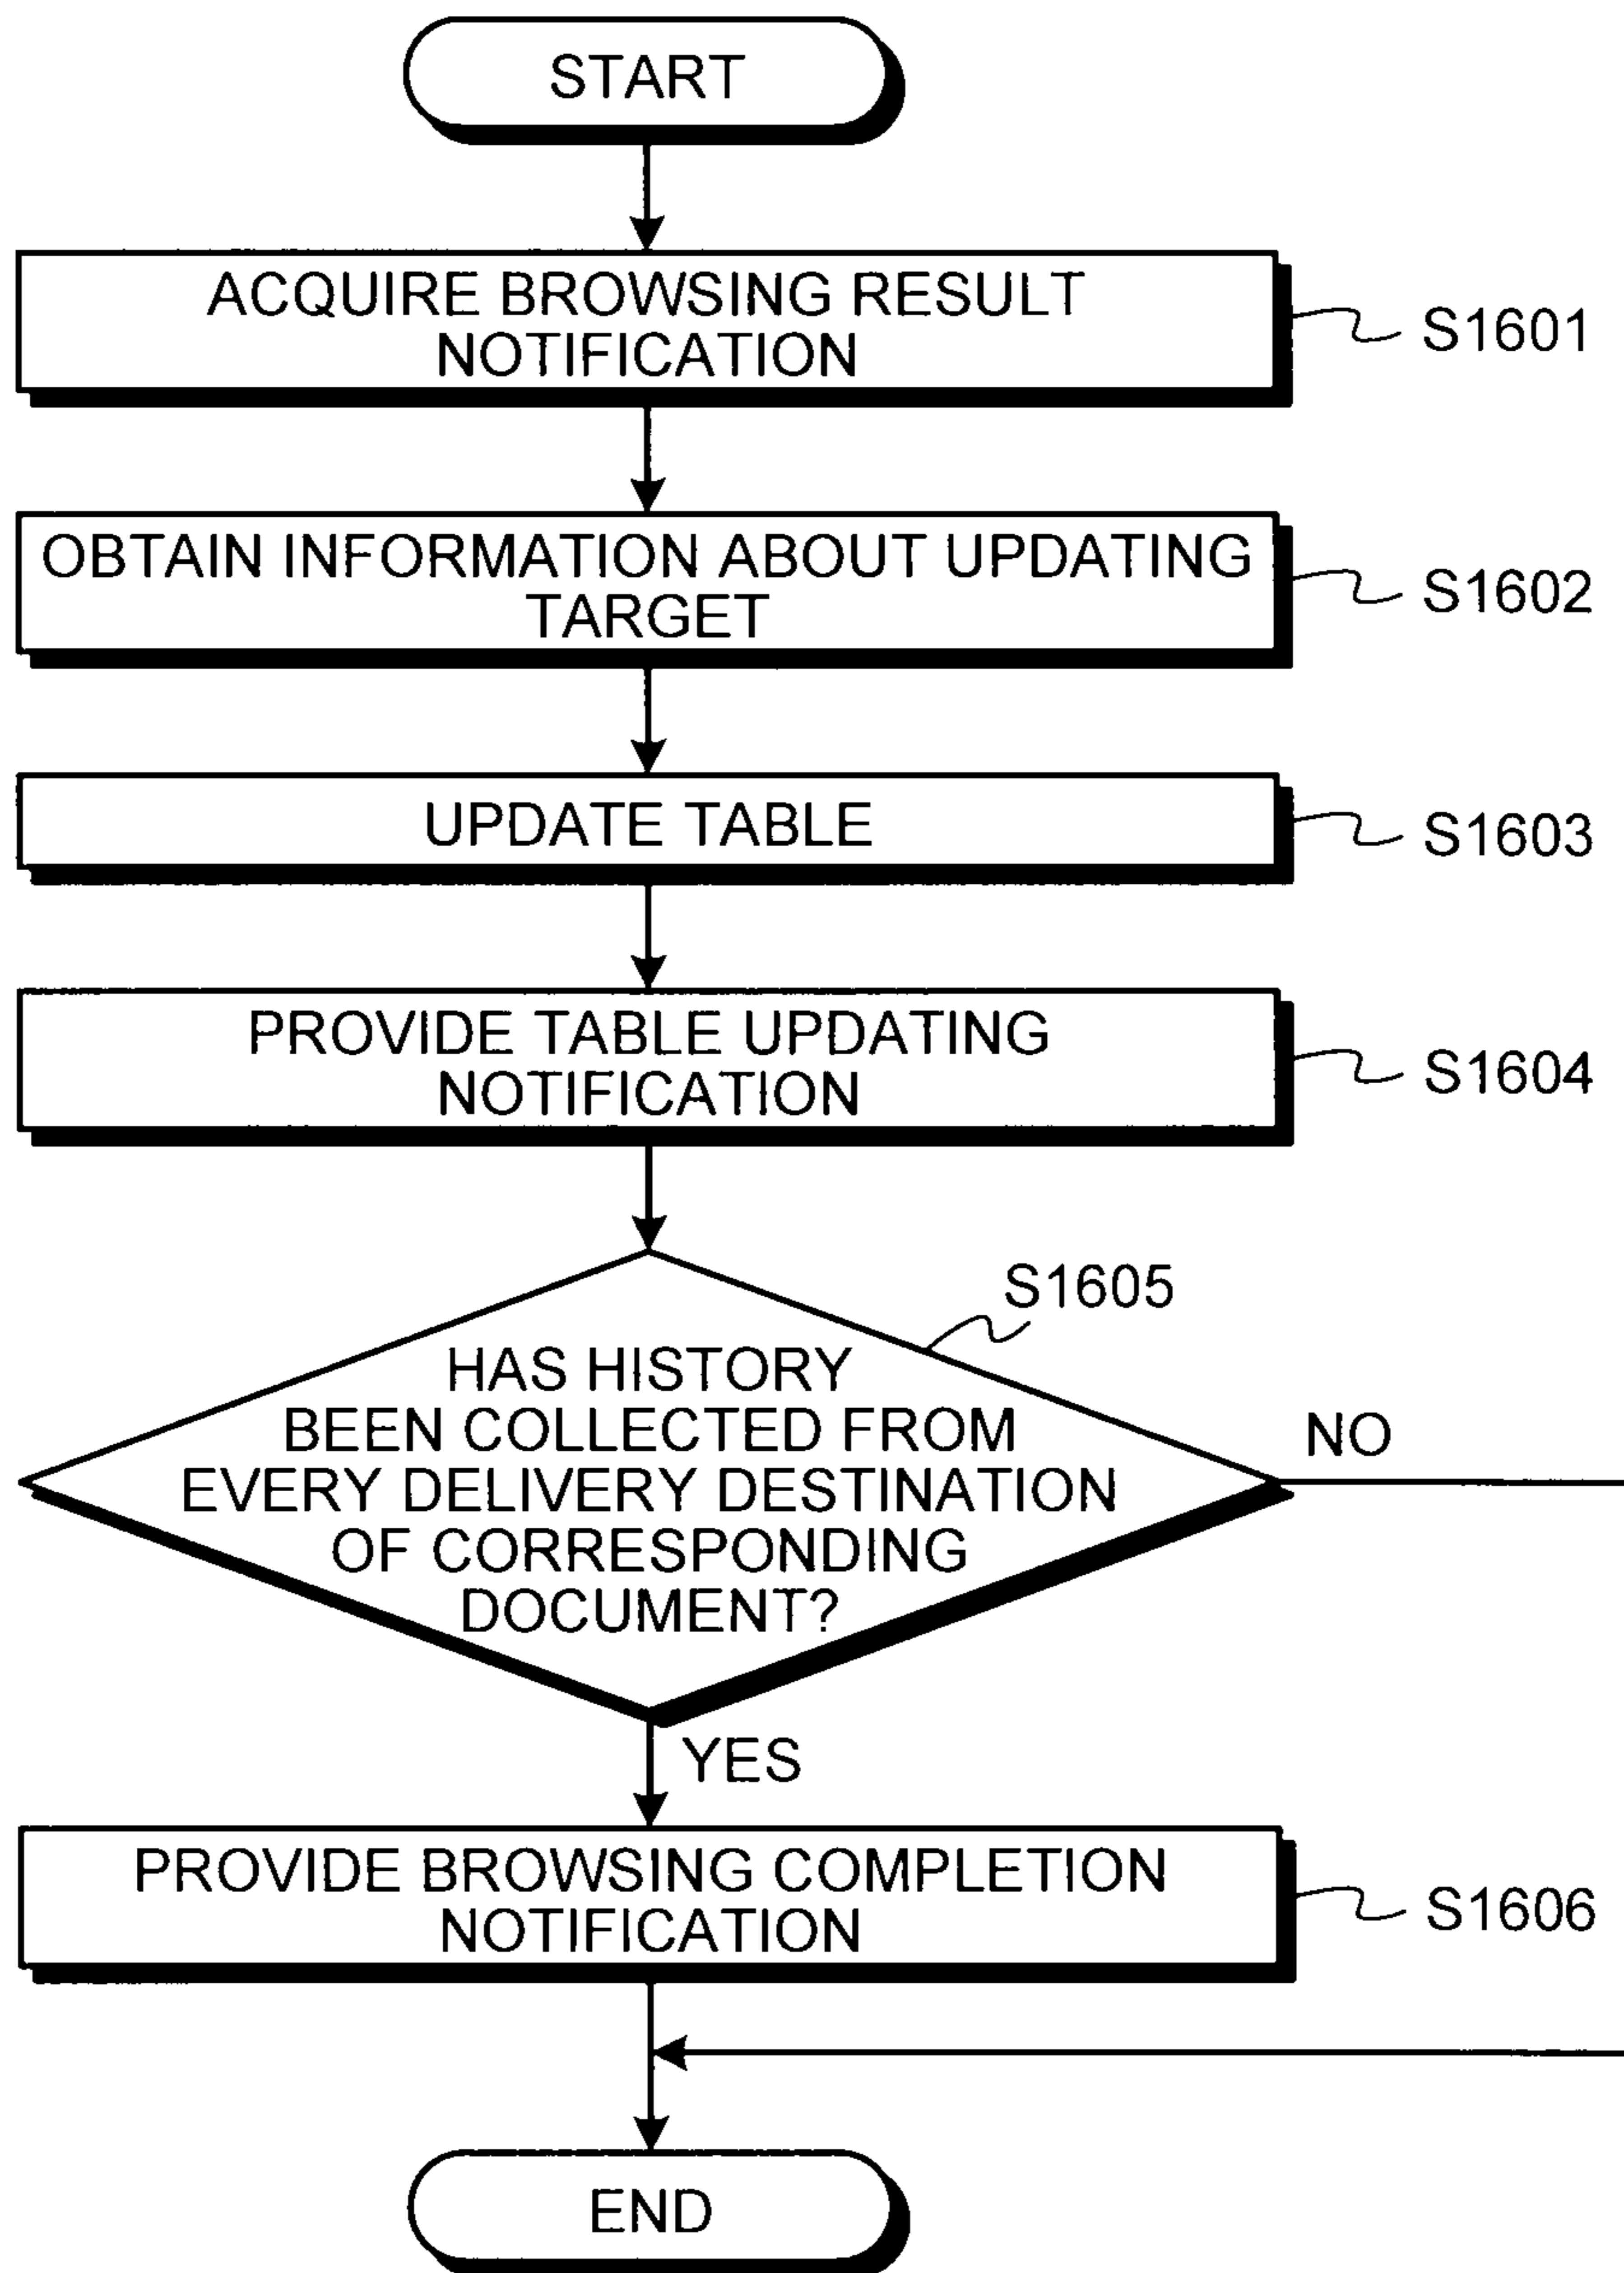 START
ACQUIRE BROWSING RESULT
NOTIFICATION
S1601
OBTAIN INFORMATION ABOUT UPDATING
TARGET
S1602
UPDATE TABLE
S1603
PROVIDE TABLE UPDATING
NOTIFICATION
S1604
S1605
HAS HISTORY
BEEN COLLECTED FROM
EVERY DELIVERY DESTINATION
OF CORRESPONDING
DOCUMENT?
NO
YES
PROVIDE BROWSING COMPLETION
NOTIFICATION
S1606
END